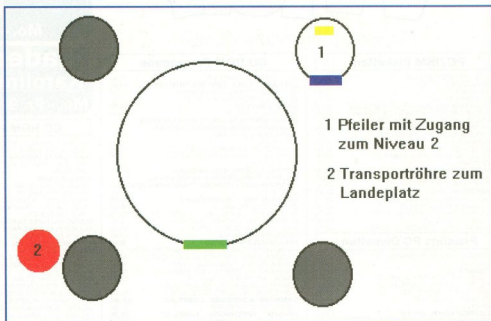 1
1 Pfeiler mit Zugang
zum Niveau 2
2 Transportröhre zum
Landeplatz
2